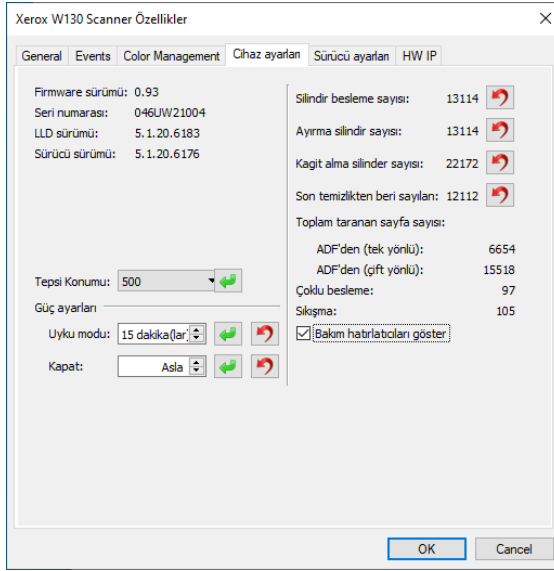 Xerox W130 Scanner Özellikler
General Events Color Management Cihaz ayarları Sürücü ayarları HW IP
Firmware sürümü: 0.93
Seri numarası: 046UW21004
LLD sürümü: 5.1.20.6183
Sürücü sürümü: 5.1.20.6176
Tepsi Konumu: 500
Güç ayarları
Uyku modu: 15 dakika(lar)
Kapat: Asla
Silindir besleme sayısı: 13114
Ayırma silindir sayısı: 13114
Kagit alma silinder sayısı: 22172
Son temizlikten beri sayılan: 12112
Toplam taranan sayfa sayısı:
ADF'den (tek yönlü): 6654
ADF'den (çift yönlü): 15518
Çoklu besleme: 97
Sıkışma: 105
Bakım hatırlatıcıları göster
OK Cancel